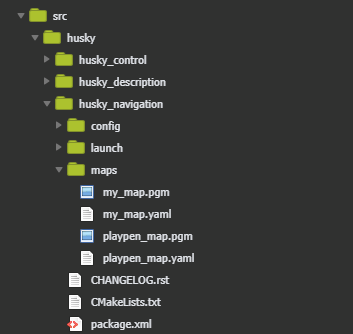 src
husky
husky_control
husky_description
husky_navigation
config
launch
maps
my_map.pgm
my_map.yaml
playpen_map.pgm
playpen_map.yaml
CHANGELOG.rst
CMakeLists.txt
package.xml